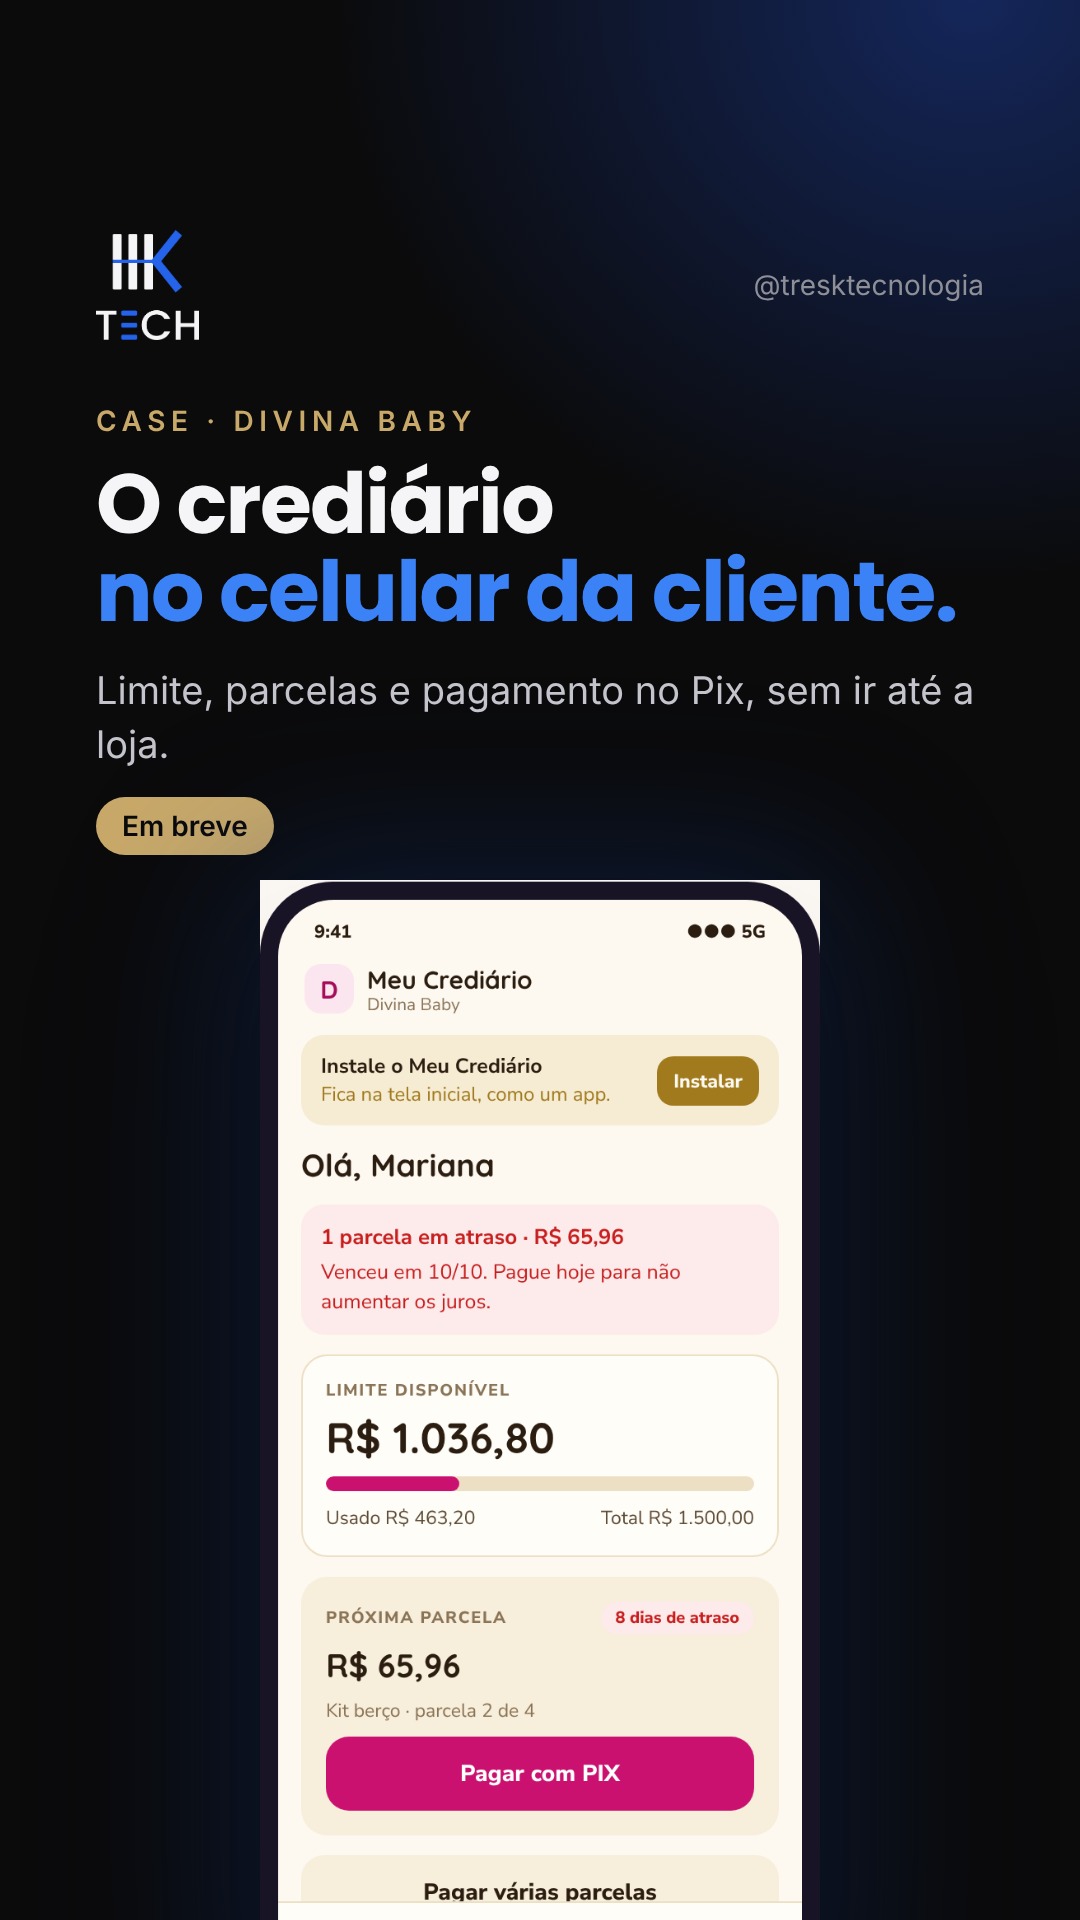 TECH
@tresktecnologia
CASE · DIVINA BABY
O crediário
no celular da cliente.
Limite, parcelas e pagamento no Pix, sem ir até a
loja.
Em breve
9:41
5G
D
Meu Crediário
Divina Baby
Instale o Meu Crediário
Fica na tela inicial, como um app.
Instalar
Olá, Mariana
1 parcela em atraso · R$ 65,96
Venceu em 10/10. Pague hoje para não
aumentar os juros.
LIMITE DISPONÍVEL
R$ 1.036,80
Usado R$ 463,20
Total R$ 1.500,00
PRÓXIMA PARCELA
8 dias de atraso
R$ 65,96
Kit berço · parcela 2 de 4
Pagar com PIX
Pagar várias parcelas